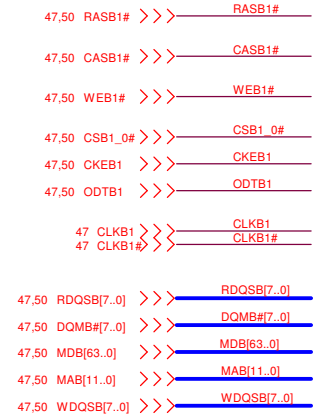 47,50 RASB1# RASB1#
47,50 CASB1# CASB1#
47,50 WEB1# WEB1#
47,50 CSB1_0# CSB1_0#
47,50 CKEB1 CKEB1
47,50 ODTB1 ODTB1
47 CLKB1 CLKB1
47 CLKB1# CLKB1#
47,50 RDQSB[7..0] RDQSB[7..0]
47,50 DQMB#[7..0] DQMB#[7..0]
47,50 MDB[63..0] MDB[63..0]
47,50 MAB[11..0] MAB[11..0]
47,50 WDQSB[7..0] WDQSB[7..0]